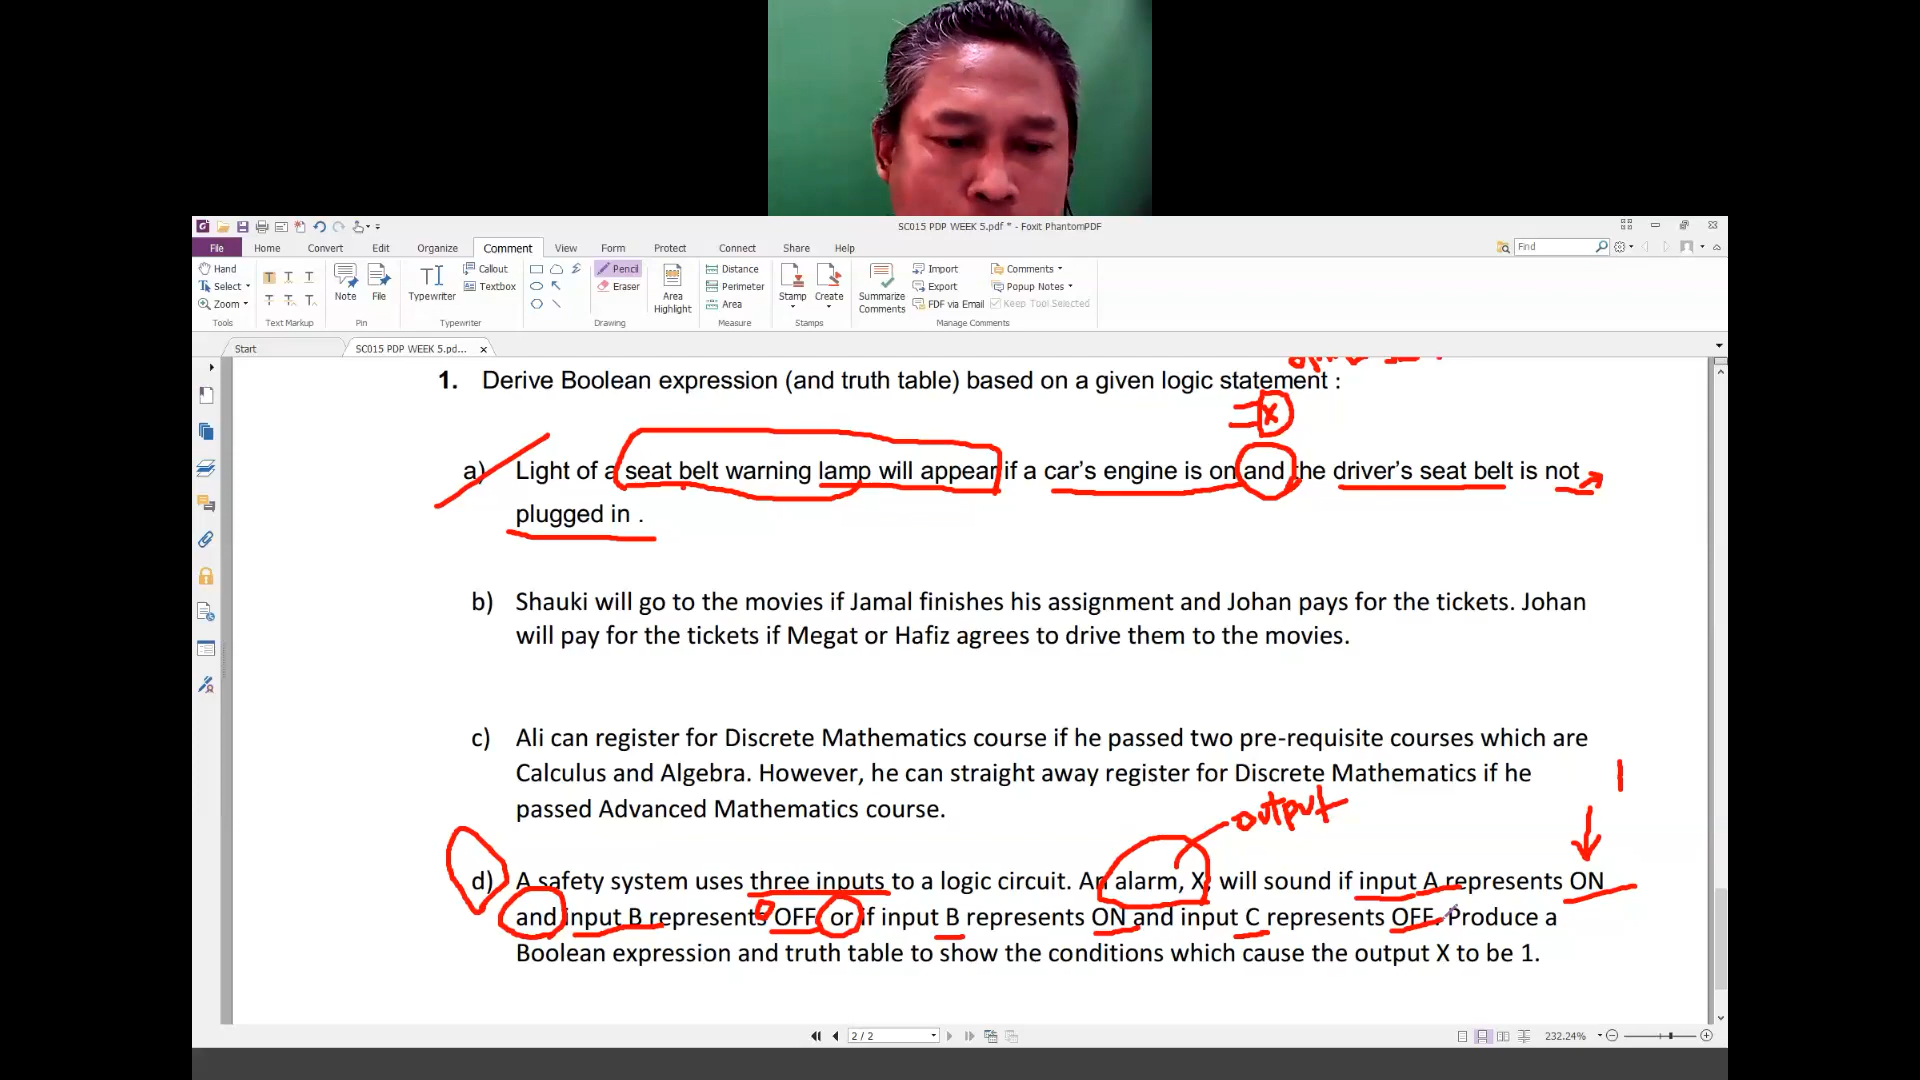 SC015 PDP WEEK 5.pdf * - Foxit PhantomPDF
File Home Convert Edit Organize Comment View Form Protect Connect Share Help Find
Hand
Select
Zoom
Tools
Text Markup
Note
File
Pin
Typewriter
Callout
Textbox
Typewriter
Pencil
Eraser
Drawing
Area Highlight
Distance
Perimeter
Area
Measure
Stamp
Create
Stamps
Summarize Comments
Import
Export
FDF via Email
Comments
Popup Notes
Keep Tool Selected
Manage Comments
Start SC015 PDP WEEK 5.pd...
1. Derive Boolean expression (and truth table) based on a given logic statement :
x
a) Light of a seat belt warning lamp will appear if a car's engine is on and the driver's seat belt is not
plugged in .
b) Shauki will go to the movies if Jamal finishes his assignment and Johan pays for the tickets. Johan
will pay for the tickets if Megat or Hafiz agrees to drive them to the movies.
c) Ali can register for Discrete Mathematics course if he passed two pre-requisite courses which are
Calculus and Algebra. However, he can straight away register for Discrete Mathematics if he
1
passed Advanced Mathematics course.
output
d) A safety system uses three inputs to a logic circuit. An alarm, X, will sound if input A represents ON
and input B represents OFF or if input B represents ON and input C represents OFF. Produce a
Boolean expression and truth table to show the conditions which cause the output X to be 1.
2 / 2
232.24%